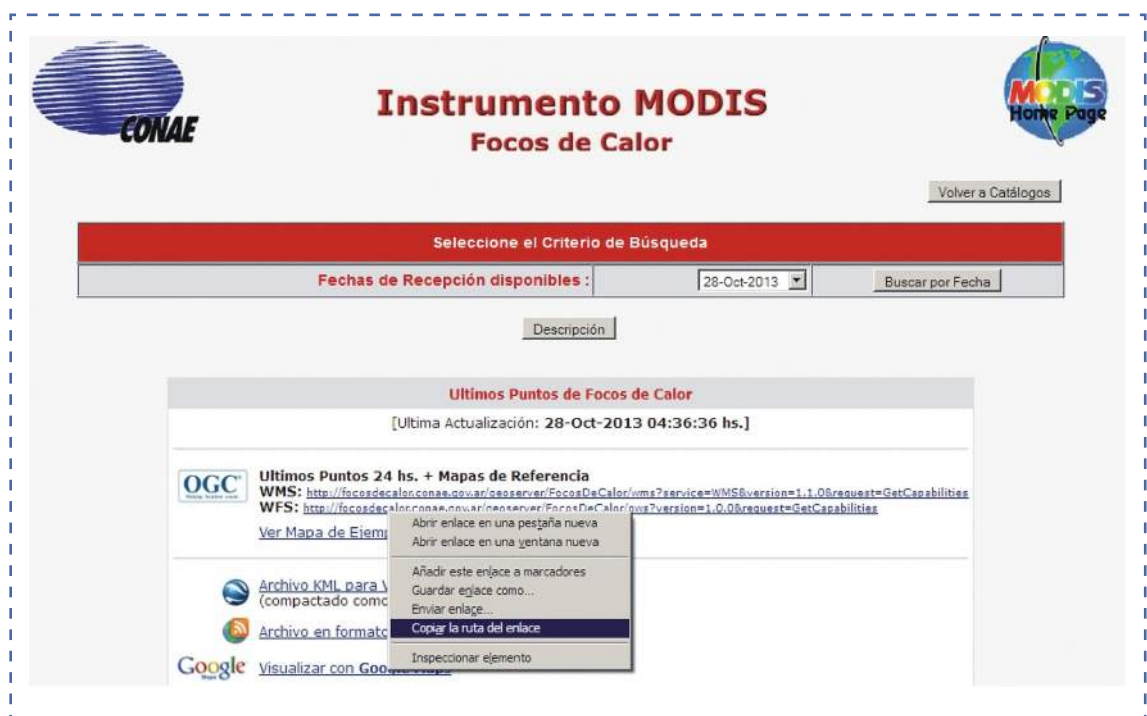 CONAE
Instrumento MODIS
Focos de Calor
MODIS
Home Page
Volver a Catálogos
Seleccione el Criterio de Búsqueda
Fechas de Recepción disponibles :
28-Oct-2013
Buscar por Fecha
Descripción
Ultimos Puntos de Focos de Calor
[Ultima Actualización: 28-Oct-2013 04:36:36 hs.]
OGC
Ultimos Puntos 24 hs. + Mapas de Referencia
WMS: http://focosdecalor.conae.gov.ar/geoserver/FocosDeCalor/wms?service=WMS&version=1.1.0&request=GetCapabilities
WFS: http://focosdecalor.conae.gov.ar/geoserver/FocosDeCalor/ows?version=1.0.0&request=GetCapabilities
Ver Mapa de Ejem
Abrir enlace en una pestaña nueva
Abrir enlace en una ventana nueva
Añadir este enlace a marcadores
Guardar enlace como...
Enviar enlace...
Copiar la ruta del enlace
Inspeccionar elemento
Archivo KML para V
(compactado como
Archivo en formato
Google Visualizar con Google Maps